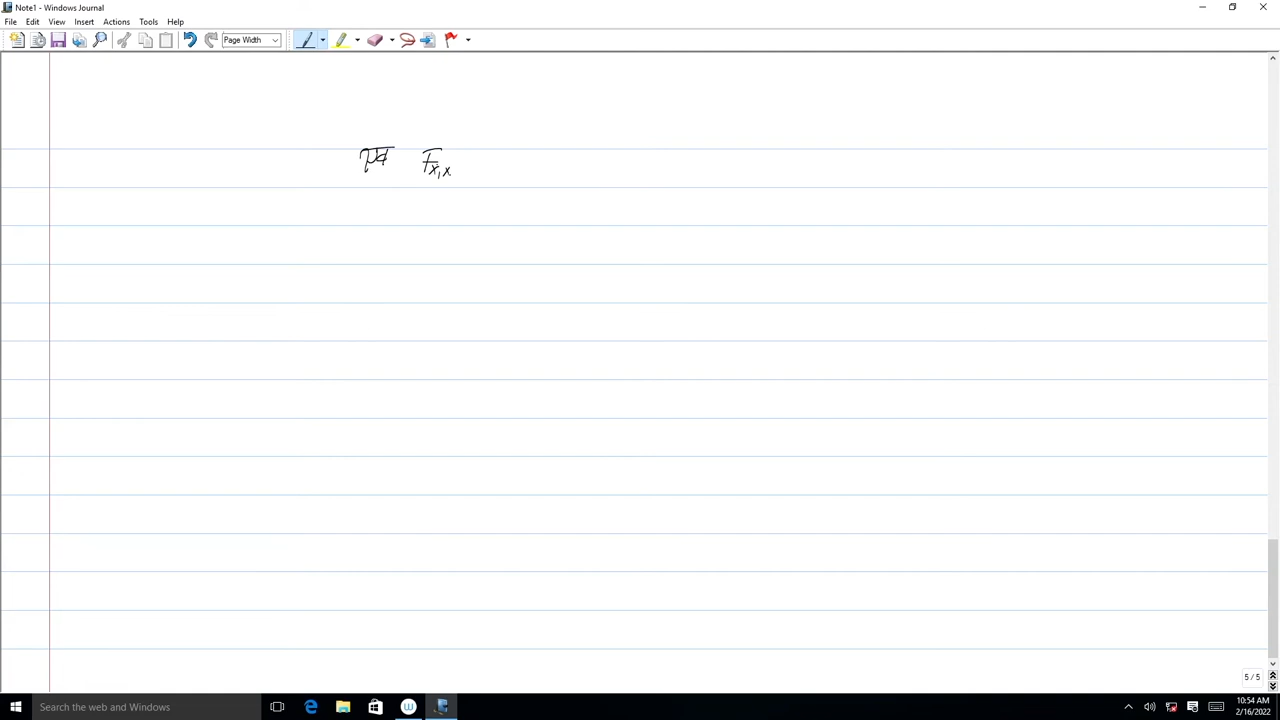 Note1 - Windows Journal
File Edit View Insert Actions Tools Help
Page Width
F x, x
5 / 5
Search the web and Windows
10:54 AM
2/16/2022